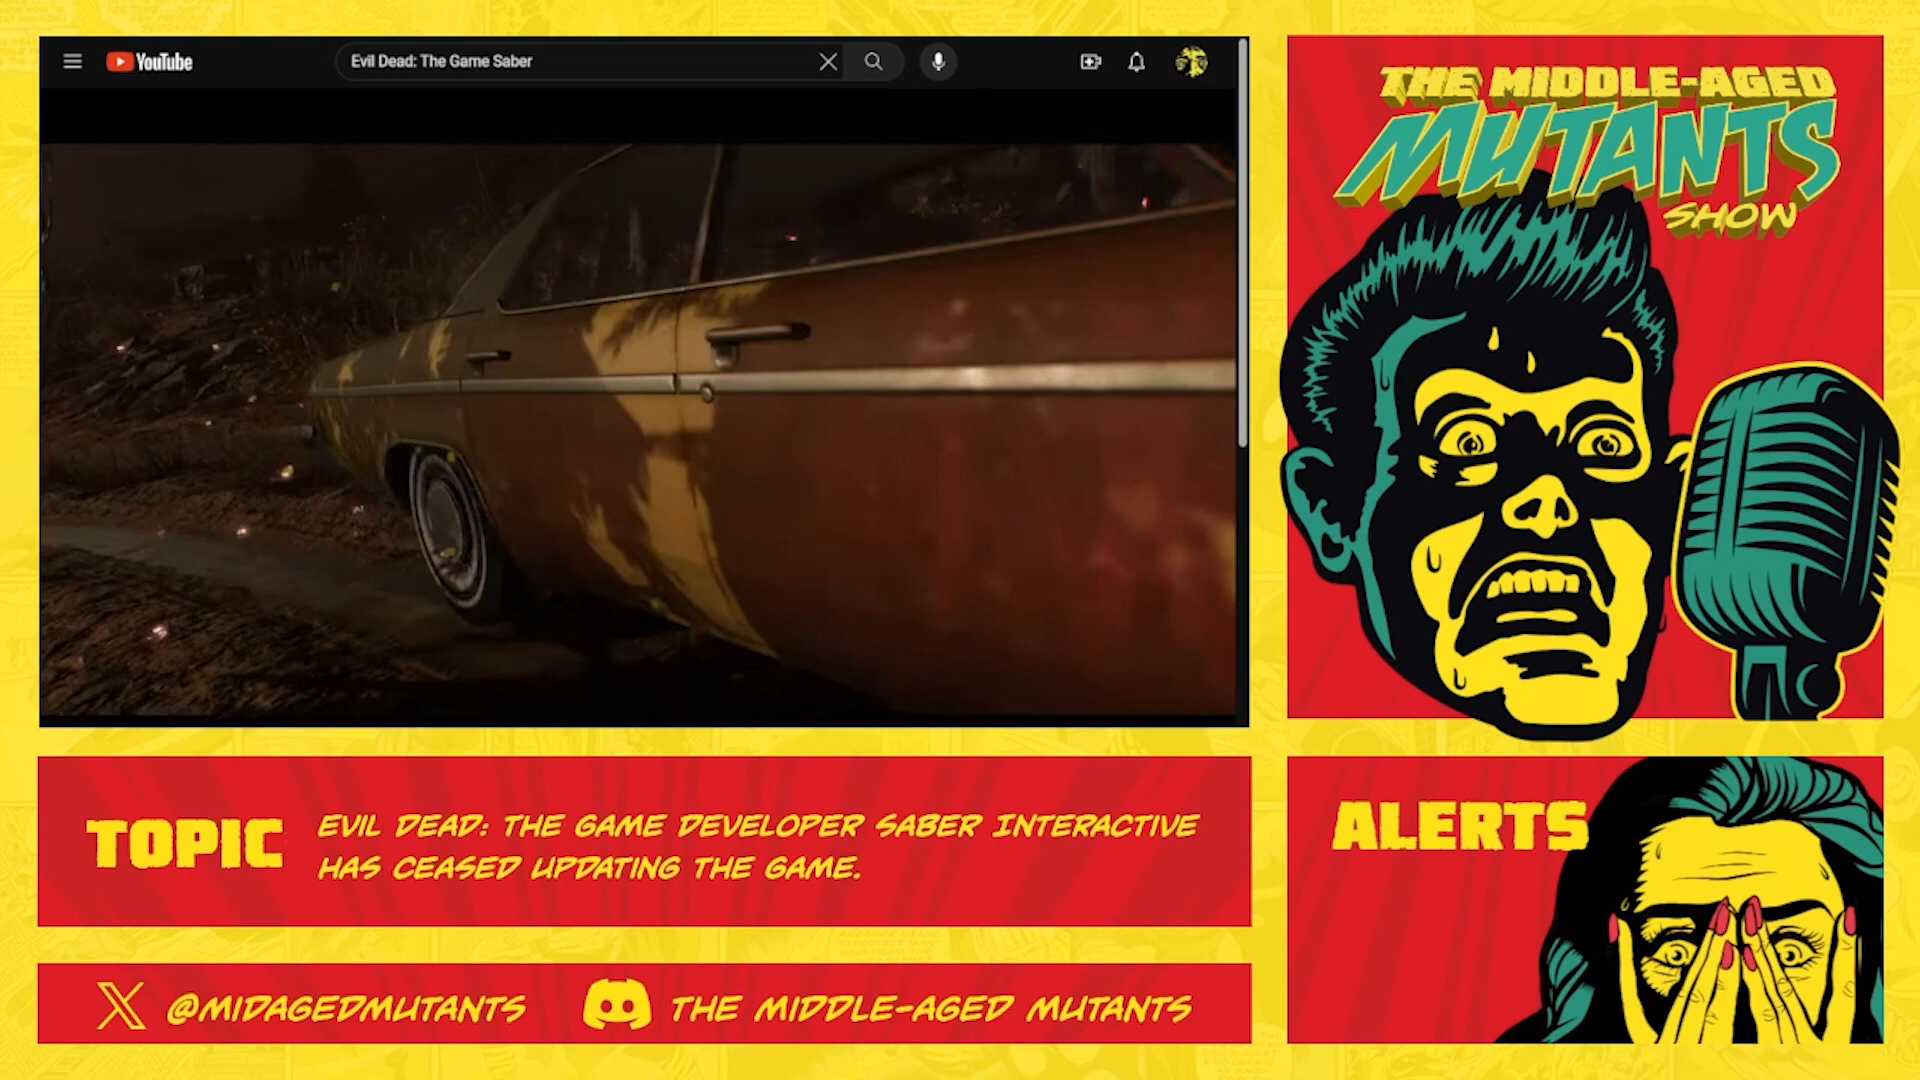 YouTube
Evil Dead: The Game Saber
THE MIDDLE-AGED
MUTANTS
SHOW
TOPIC
EVIL DEAD: THE GAME DEVELOPER SABER INTERACTIVE
HAS CEASED UPDATING THE GAME.
ALERTS
@MIDAGEDMUTANTS
THE MIDDLE-AGED MUTANTS